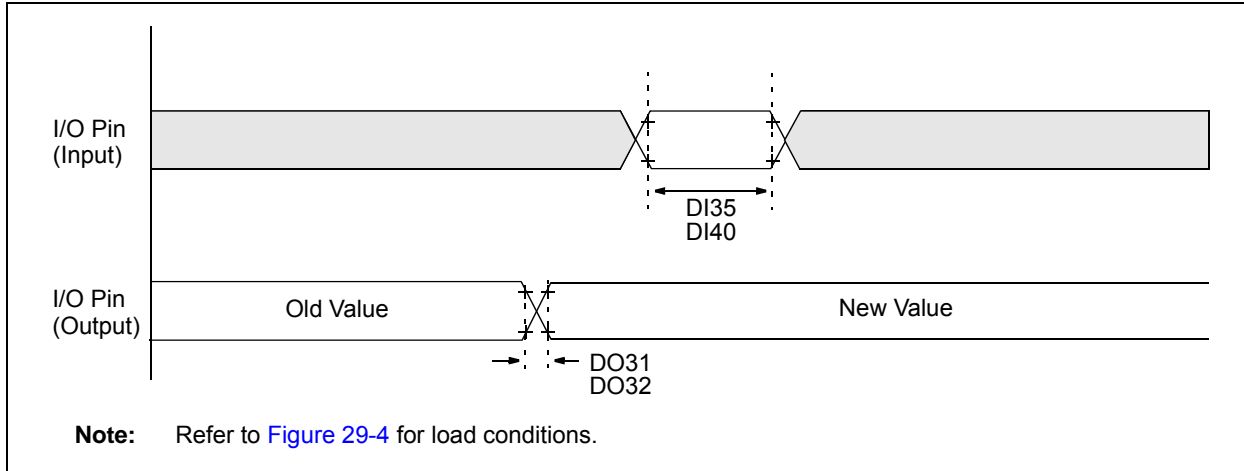 I/O Pin
(Input)
DI35
DI40
I/O Pin
(Output)
Old Value
New Value
DO31
DO32
Note: Refer to Figure 29-4 for load conditions.